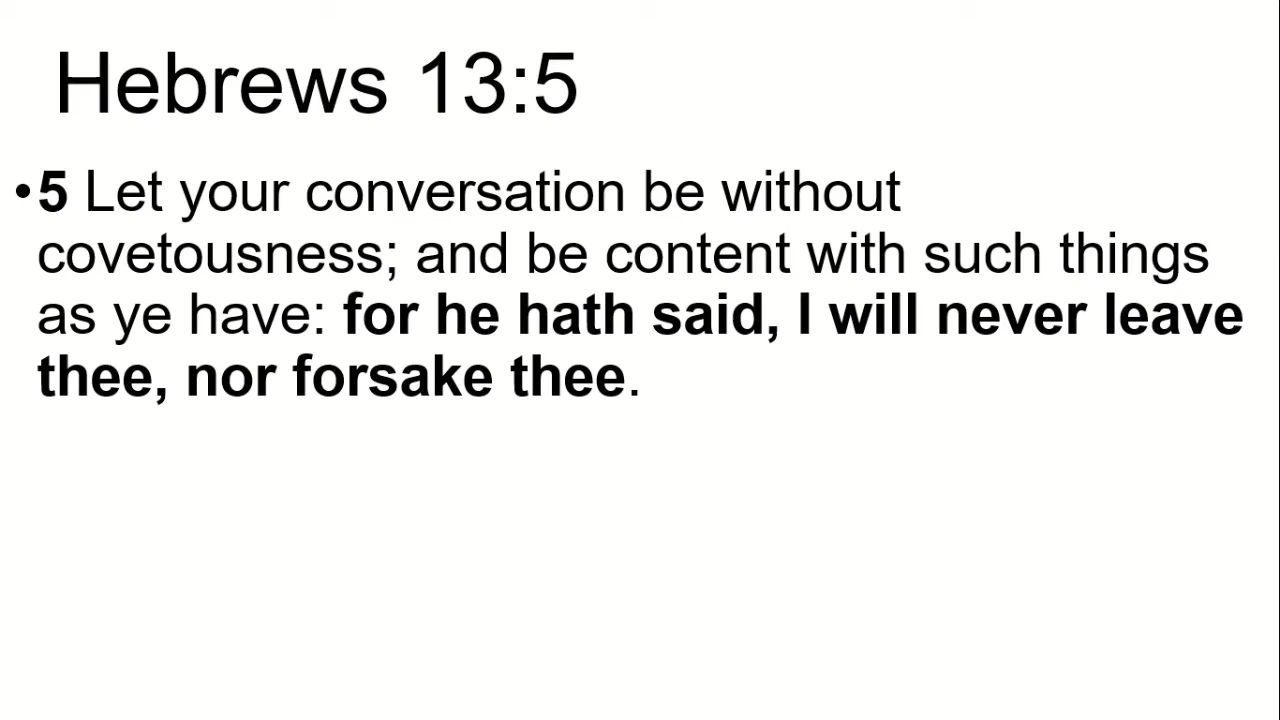 Hebrews 13:5
•5 Let your conversation be without
covetousness; and be content with such things
as ye have: for he hath said, I will never leave
thee, nor forsake thee.